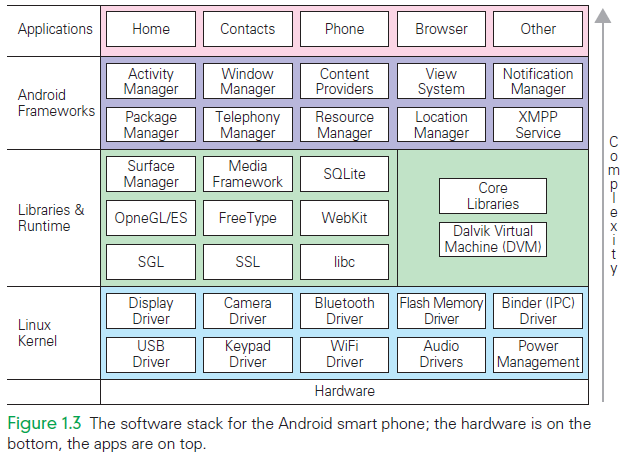 Applications
Home
Contacts
Phone
Browser
Other
Android
Frameworks
Activity
Manager
Window
Manager
Content
Providers
View
System
Notification
Manager
Package
Manager
Telephony
Manager
Resource
Manager
Location
Manager
XMPP
Service
Libraries &
Runtime
Surface
Manager
Media
Framework
SQLite
OpneGL/ES
FreeType
WebKit
SGL
SSL
libc
Core
Libraries
Dalvik Virtual
Machine (DVM)
Linux
Kernel
Display
Driver
Camera
Driver
Bluetooth
Driver
Flash Memory
Driver
Binder (IPC)
Driver
USB
Driver
Keypad
Driver
WiFi
Driver
Audio
Drivers
Power
Management
Hardware
Complexity
Figure 1.3 The software stack for the Android smart phone; the hardware is on the
bottom, the apps are on top.